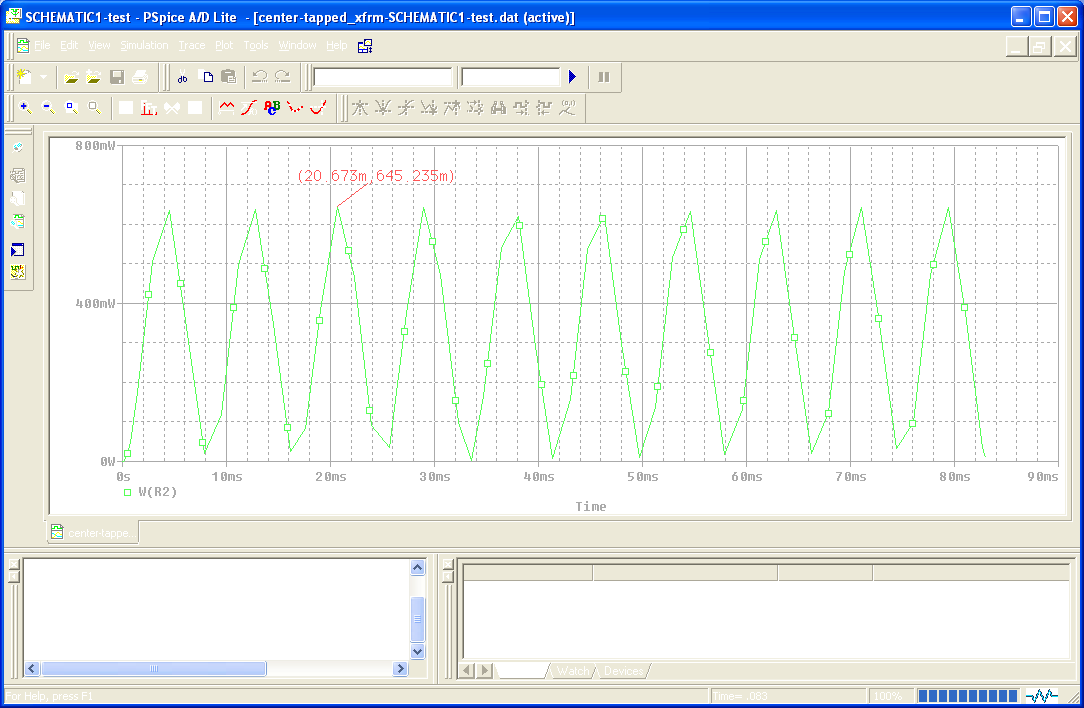 SCHEMATIC1-test - PSpice A/D Lite - [center-tapped_xfrm-SCHEMATIC1-test.dat (active)]
File Edit View Simulation Trace Plot Tools Window Help
800mW
(20.673m,645.235m)
400mW
0W
0s 10ms 20ms 30ms 40ms 50ms 60ms 70ms 80ms 90ms
W(R2)
Time
center-tappe...
Watch Devices
For Help, press F1 Time= .083 100%